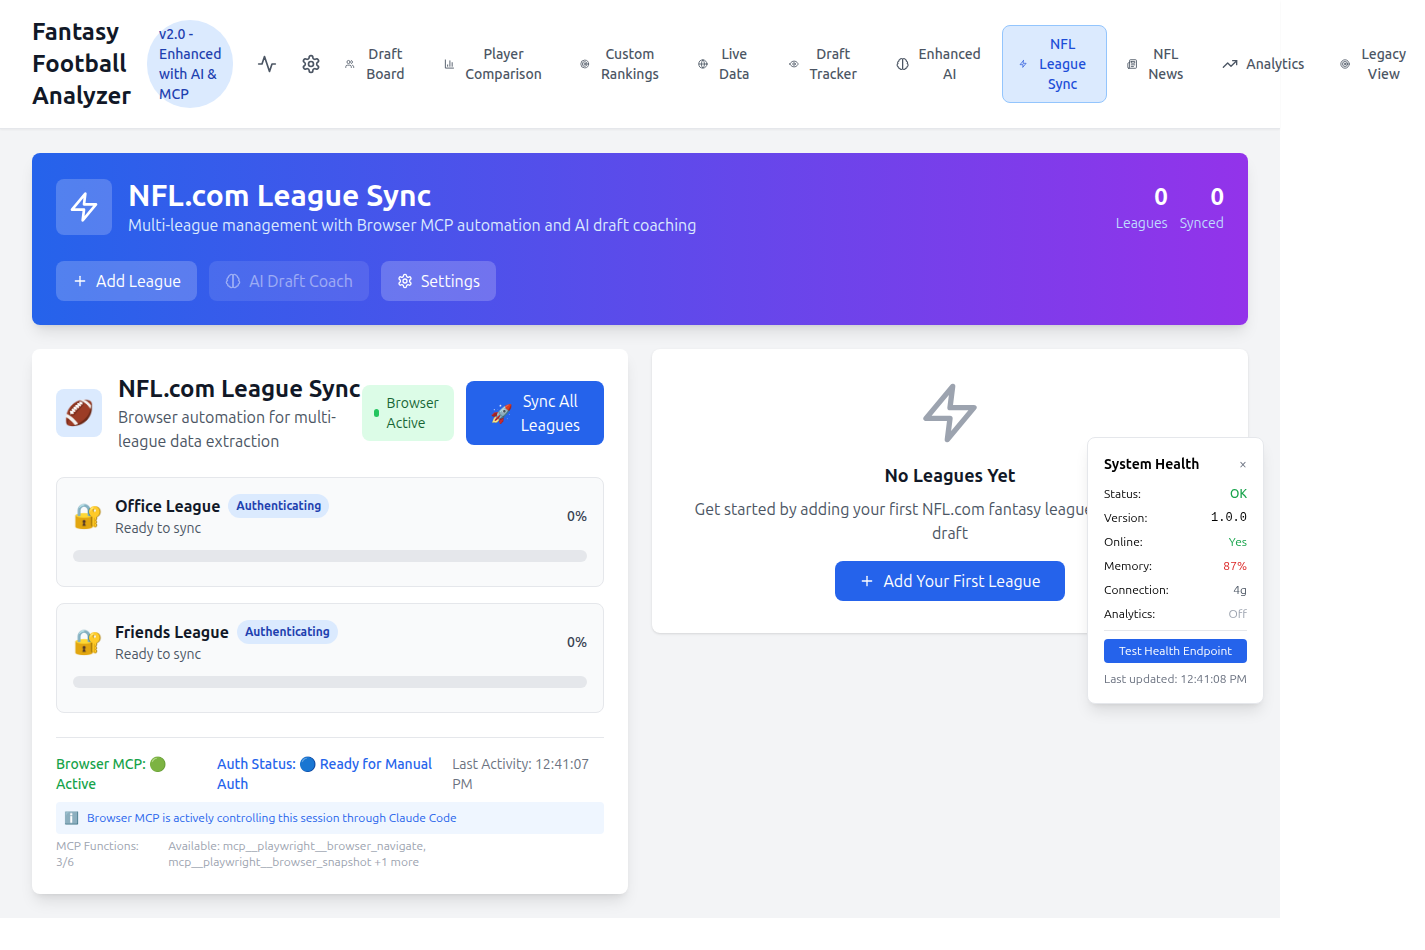 Fantasy
Football
Analyzer
v2.0 -
Enhanced
with AI &
MCP
Draft
Board
Player
Comparison
Custom
Rankings
Live
Data
Draft
Tracker
Enhanced
AI
NFL
League
Sync
NFL
News
Analytics
Legacy
View
NFL.com League Sync
Multi-league management with Browser MCP automation and AI draft coaching
0
Leagues
0
Synced
Add League
AI Draft Coach
Settings
NFL.com League Sync
Browser automation for multi-
league data extraction
Browser
Active
Sync All
Leagues
Office League
Authenticating
Ready to sync
0%
Friends League
Authenticating
Ready to sync
0%
Browser MCP: 🟢
Active
Auth Status: 🔵 Ready for Manual
Auth
Last Activity: 12:41:07
PM
ℹ️ Browser MCP is actively controlling this session through Claude Code
MCP Functions:
3/6
Available: mcp__playwright__browser_navigate,
mcp__playwright__browser_snapshot +1 more
No Leagues Yet
Get started by adding your first NFL.com fantasy league
draft
Add Your First League
System Health
×
Status: OK
Version: 1.0.0
Online: Yes
Memory: 87%
Connection: 4g
Analytics: Off
Test Health Endpoint
Last updated: 12:41:08 PM